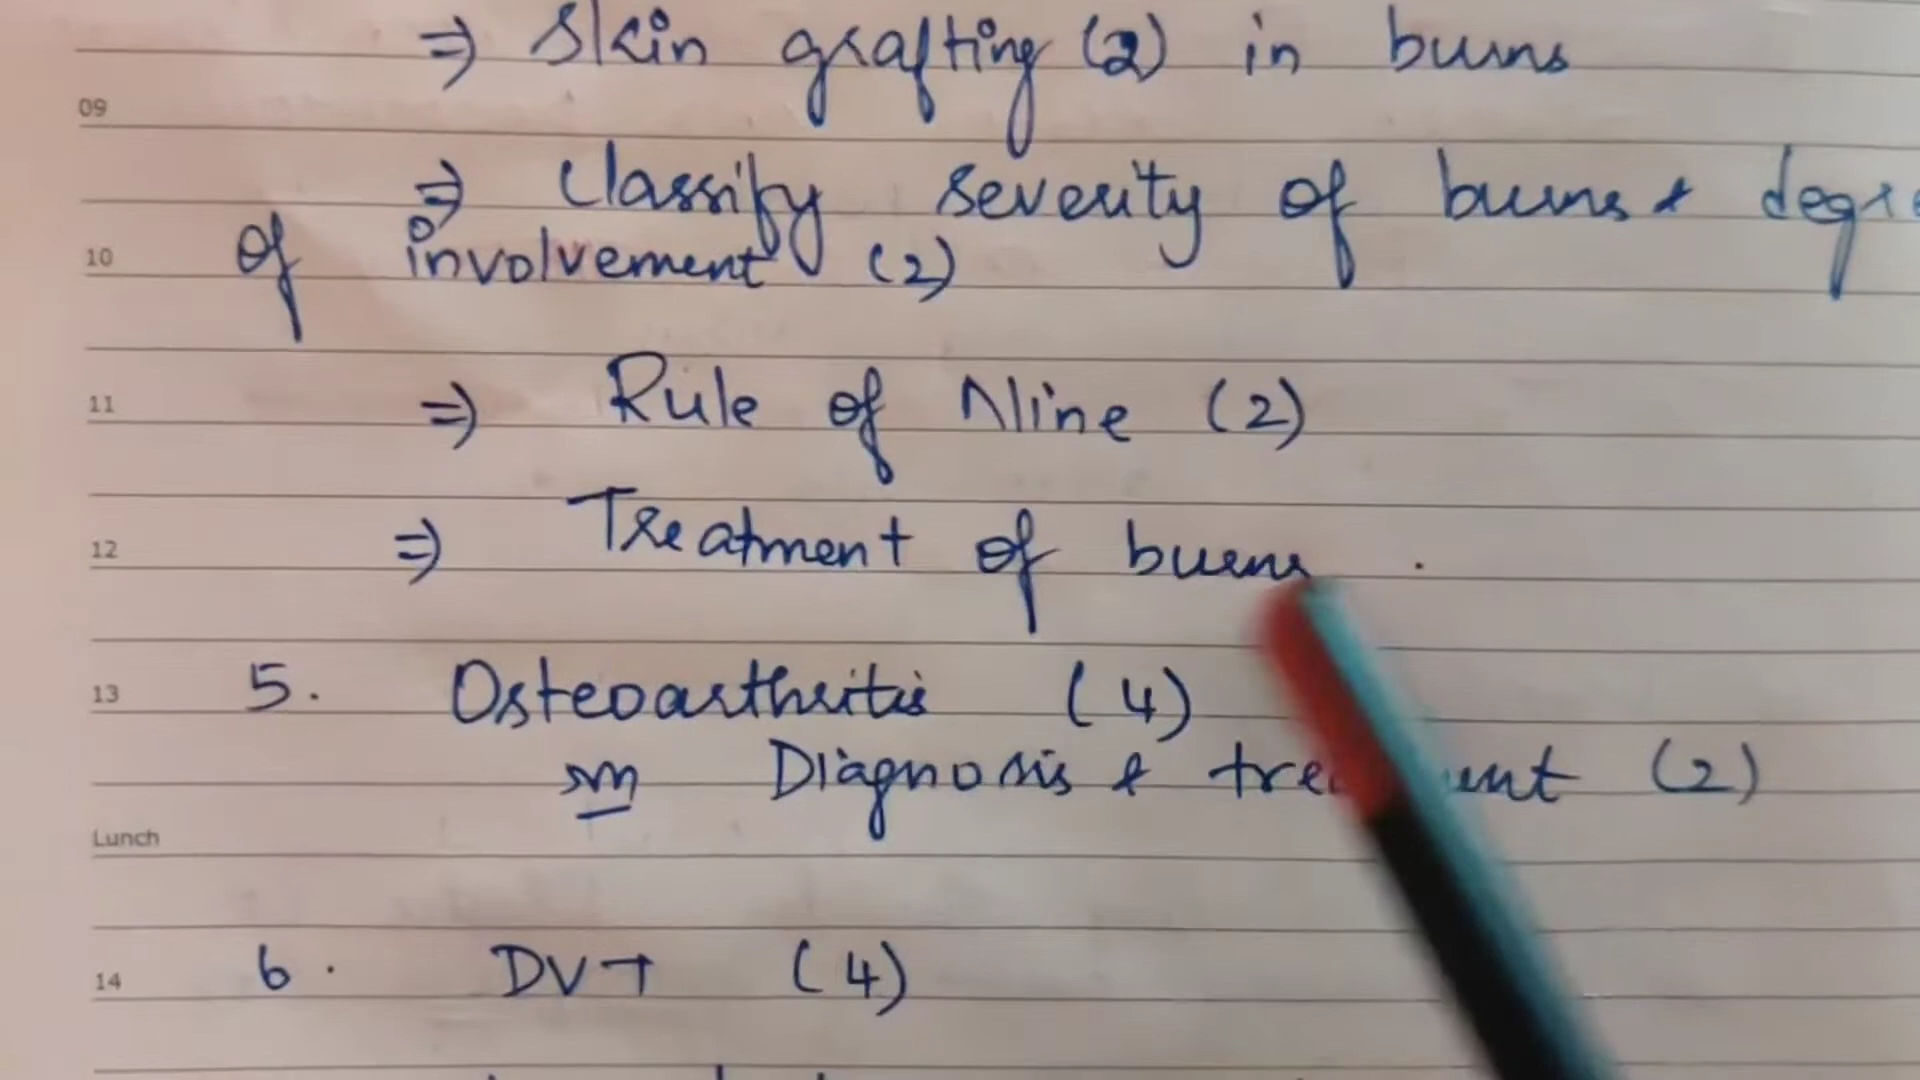 ⇒ Skin grafting (2) in burns
09
⇒ Classify severity of burns & degre
10 of involvement (2)
11 ⇒ Rule of Nine (2)
12 ⇒ Treatment of burns .
13 5. Osteoarthritis (4)
Diagnosis & treatment (2)
Lunch
14 6. DVT (4)